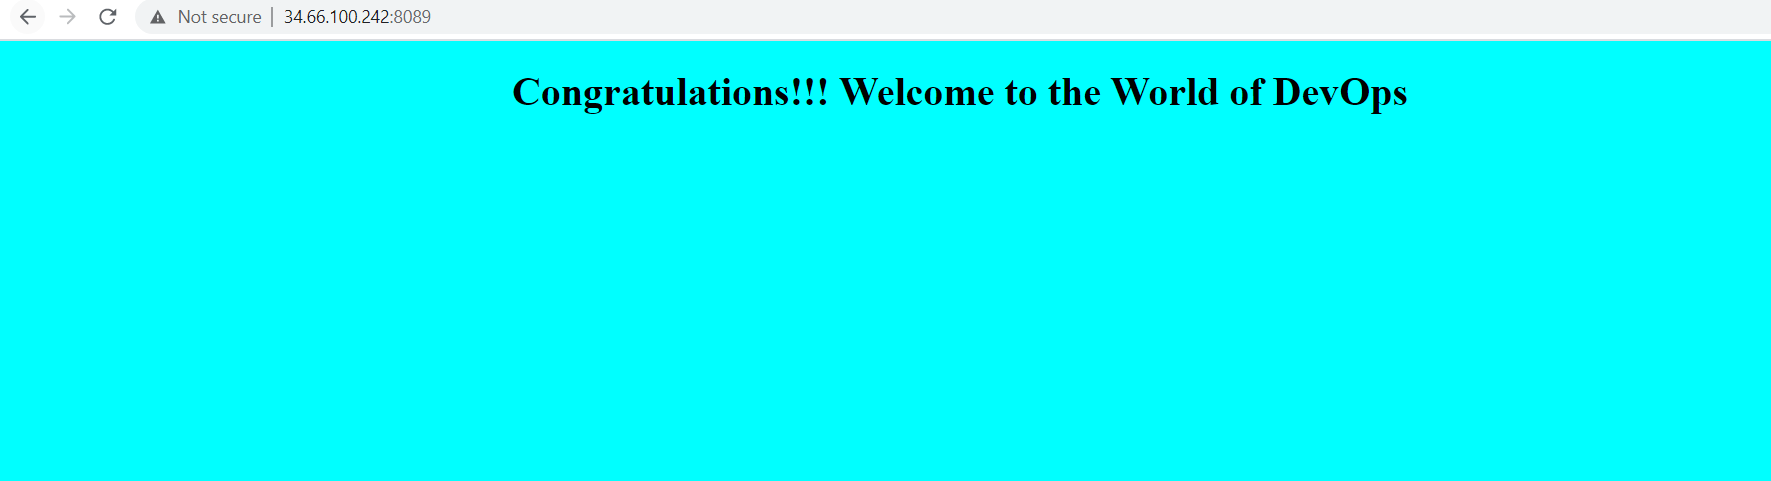 Not secure | 34.66.100.242:8089
Congratulations!!! Welcome to the World of DevOps